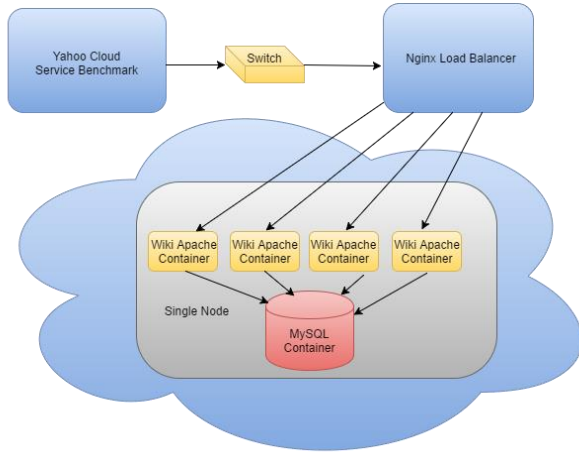 Yahoo Cloud
Service Benchmark
Switch
Nginx Load Balancer
Wiki Apache
Container
Wiki Apache
Container
Wiki Apache
Container
Wiki Apache
Container
Single Node
MySQL
Container